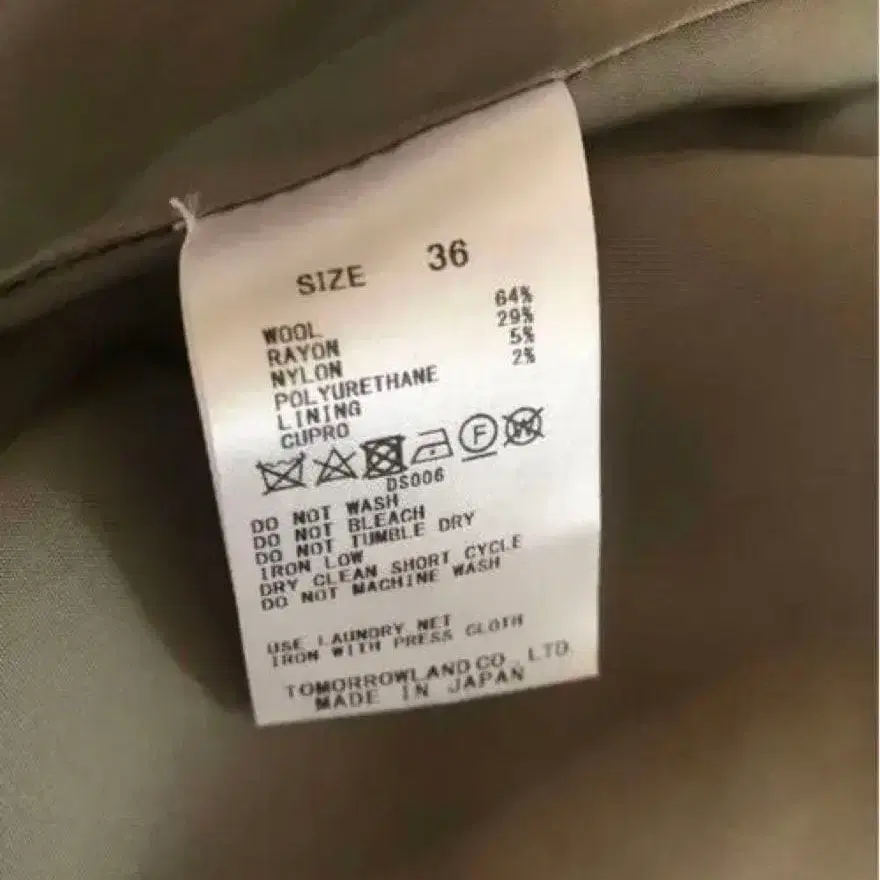 SIZE 36
WOOL 64%
RAYON 29%
NYLON 5%
POLYURETHANE 2%
LINING
CUPRO
F W
DS006
DO NOT WASH
DO NOT BLEACH
DO NOT TUMBLE DRY
IRON LOW
DRY CLEAN SHORT CYCLE
DO NOT MACHINE WASH
USE LAUNDRY NET
IRON WITH PRESS CLOTH
TOMORROWLAND CO., LTD.
MADE IN JAPAN